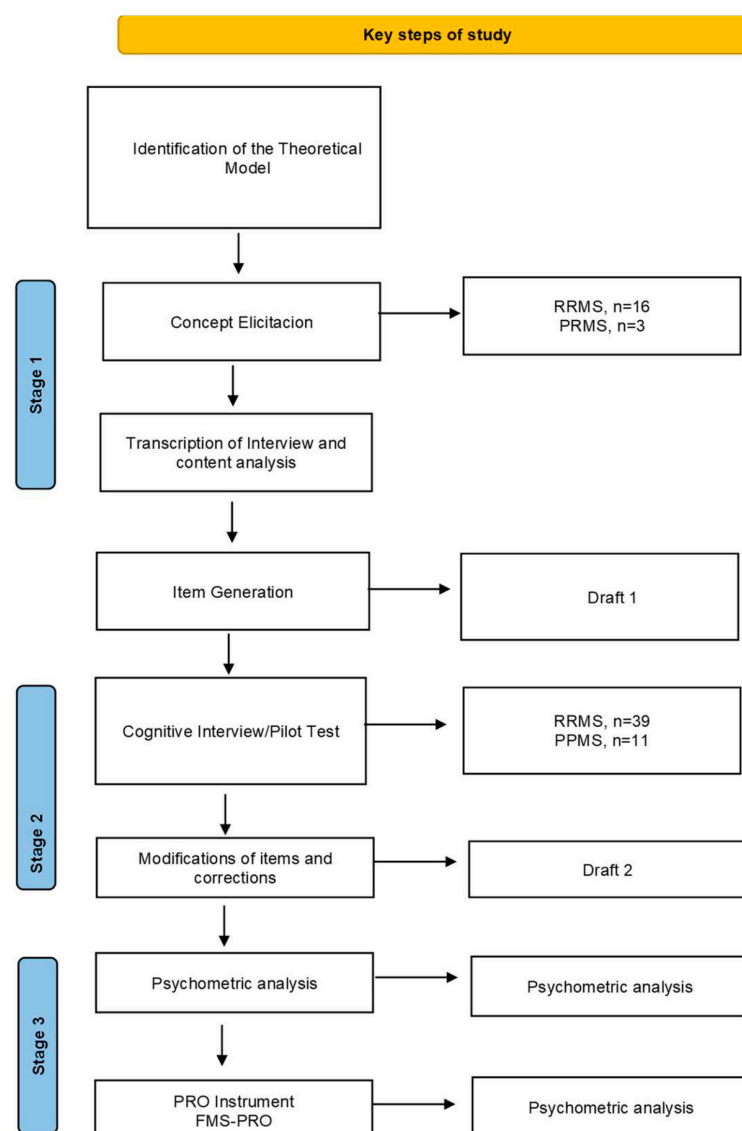 Key steps of study
Identification of the Theoretical
Model
Stage 1
Concept Elicitacion
RRMS, n=16
PRMS, n=3
Transcription of Interview and
content analysis
Item Generation
Draft 1
Stage 2
Cognitive Interview/Pilot Test
RRMS, n=39
PPMS, n=11
Modifications of items and
corrections
Draft 2
Stage 3
Psychometric analysis
Psychometric analysis
PRO Instrument
FMS-PRO
Psychometric analysis